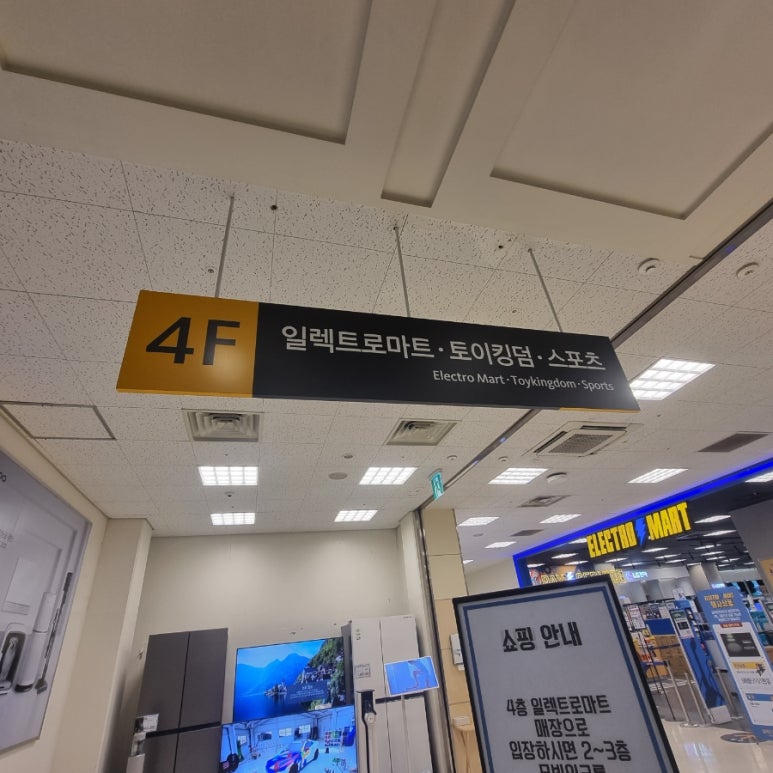 4F
일렉트로마트·토이킹덤·스포츠
Electro Mart·Toykingdom·Sports
ELECTRO MART
쇼핑 안내
4층 일렉트로마트
매장으로
입장하시면 2~3층